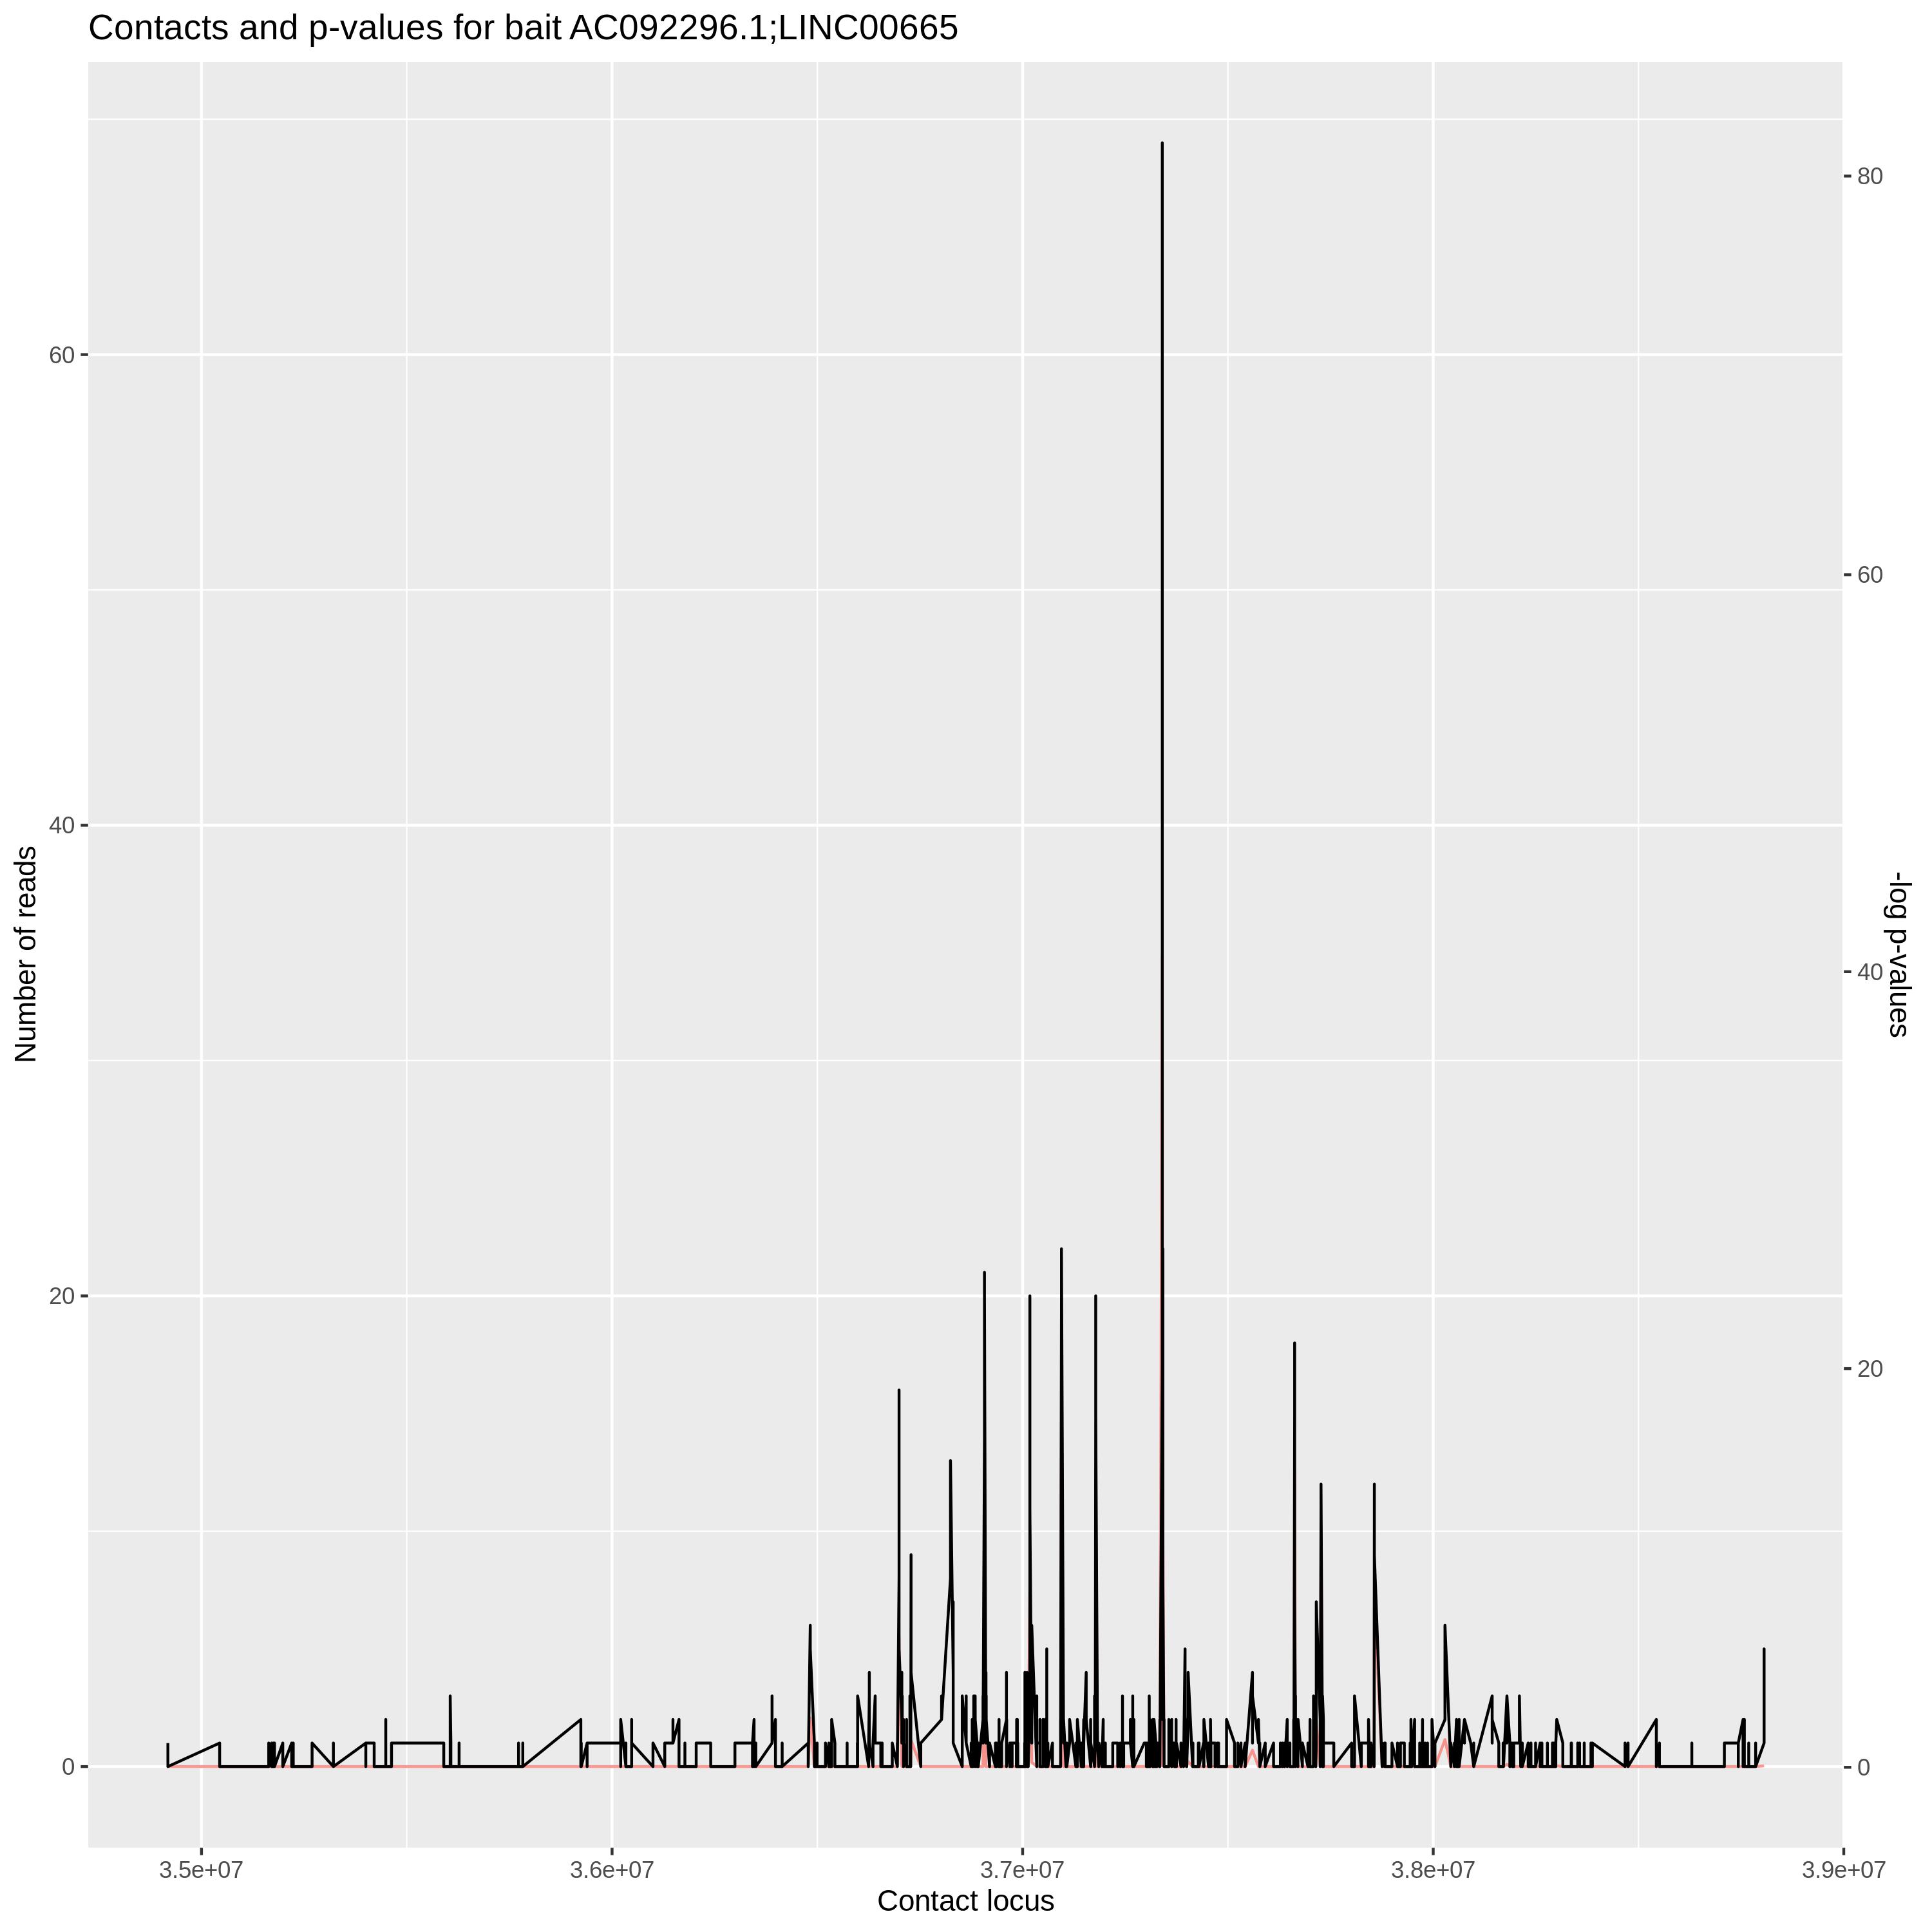 Contacts and p-values for bait AC092296.1;LINC00665
60
40
20
0
Number of reads
80
60
40
20
0
-log p-values
3.5e+07
3.6e+07
3.7e+07
3.8e+07
3.9e+07
Contact locus